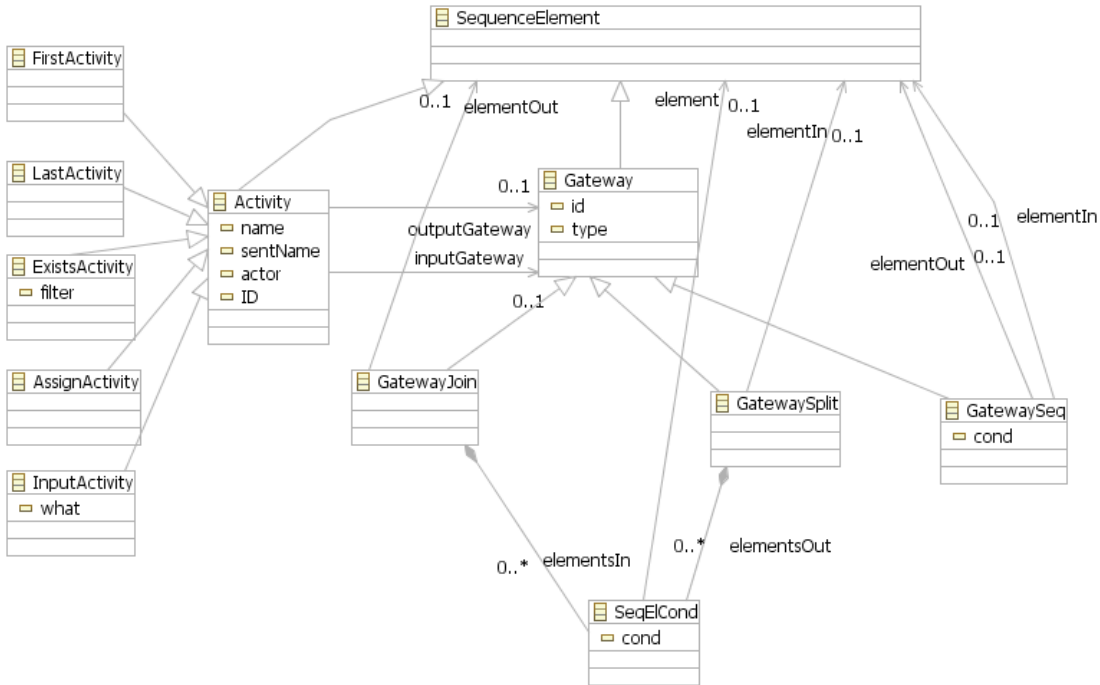 SequenceElement
FirstActivity
0..1
elementOut
element
0..1
elementIn
0..1
LastActivity
Gateway
id
type
0..1
Activity
name
sentName
actor
ID
outputGateway
inputGateway
0..1
elementIn
0..1
elementOut
ExistsActivity
filter
0..1
AssignActivity
GatewayJoin
GatewaySplit
GatewaySeq
cond
InputActivity
what
0..*
elementsIn
0..*
elementsOut
SeqElCond
cond